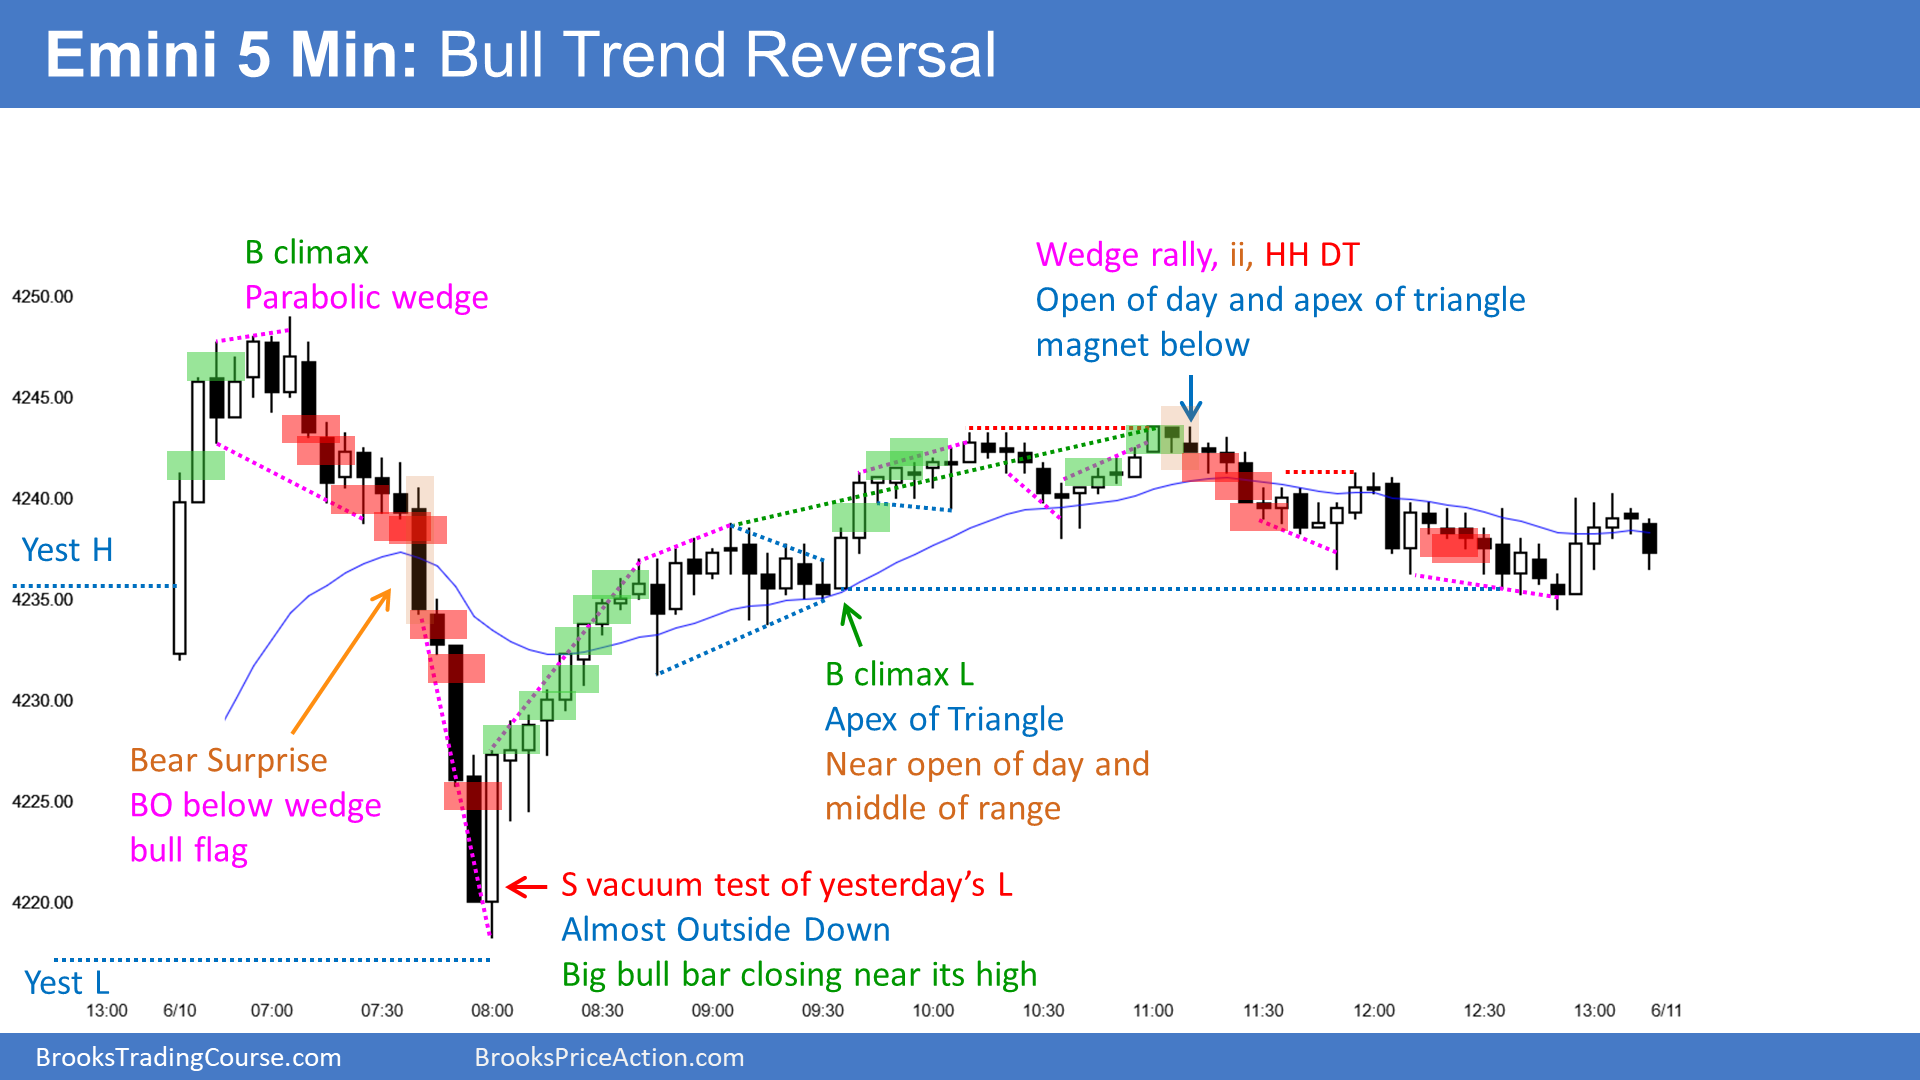 Emini 5 Min: Bull Trend Reversal
B climax
Parabolic wedge
Wedge rally, ii, HH DT
Open of day and apex of triangle
magnet below
4250.00
4245.00
4240.00
Yest H
4235.00
4230.00
4225.00
4220.00
Bear Surprise
BO below wedge
bull flag
B climax L
Apex of Triangle
Near open of day and
middle of range
S vacuum test of yesterday’s L
Almost Outside Down
Big bull bar closing near its high
Yest L
13:00 6/10 07:00 07:30 08:00 08:30 09:00 09:30 10:00 10:30 11:00 11:30 12:00 12:30 13:00 6/11
BrooksTradingCourse.com BrooksPriceAction.com